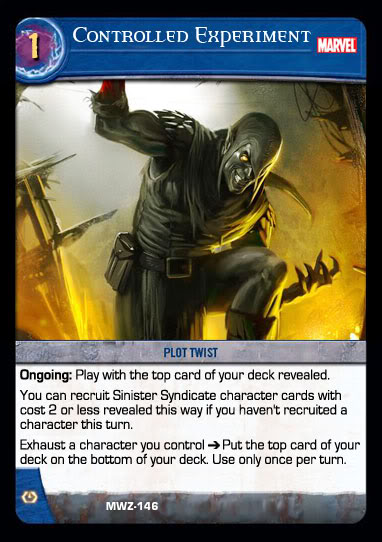 1
CONTROLLED EXPERIMENT
MARVEL
PLOT TWIST
Ongoing: Play with the top card of your deck revealed.
You can recruit Sinister Syndicate character cards with
cost 2 or less revealed this way if you haven't recruited a
character this turn.
Exhaust a character you control ➔ Put the top card of your
deck on the bottom of your deck. Use only once per turn.
MWZ-146